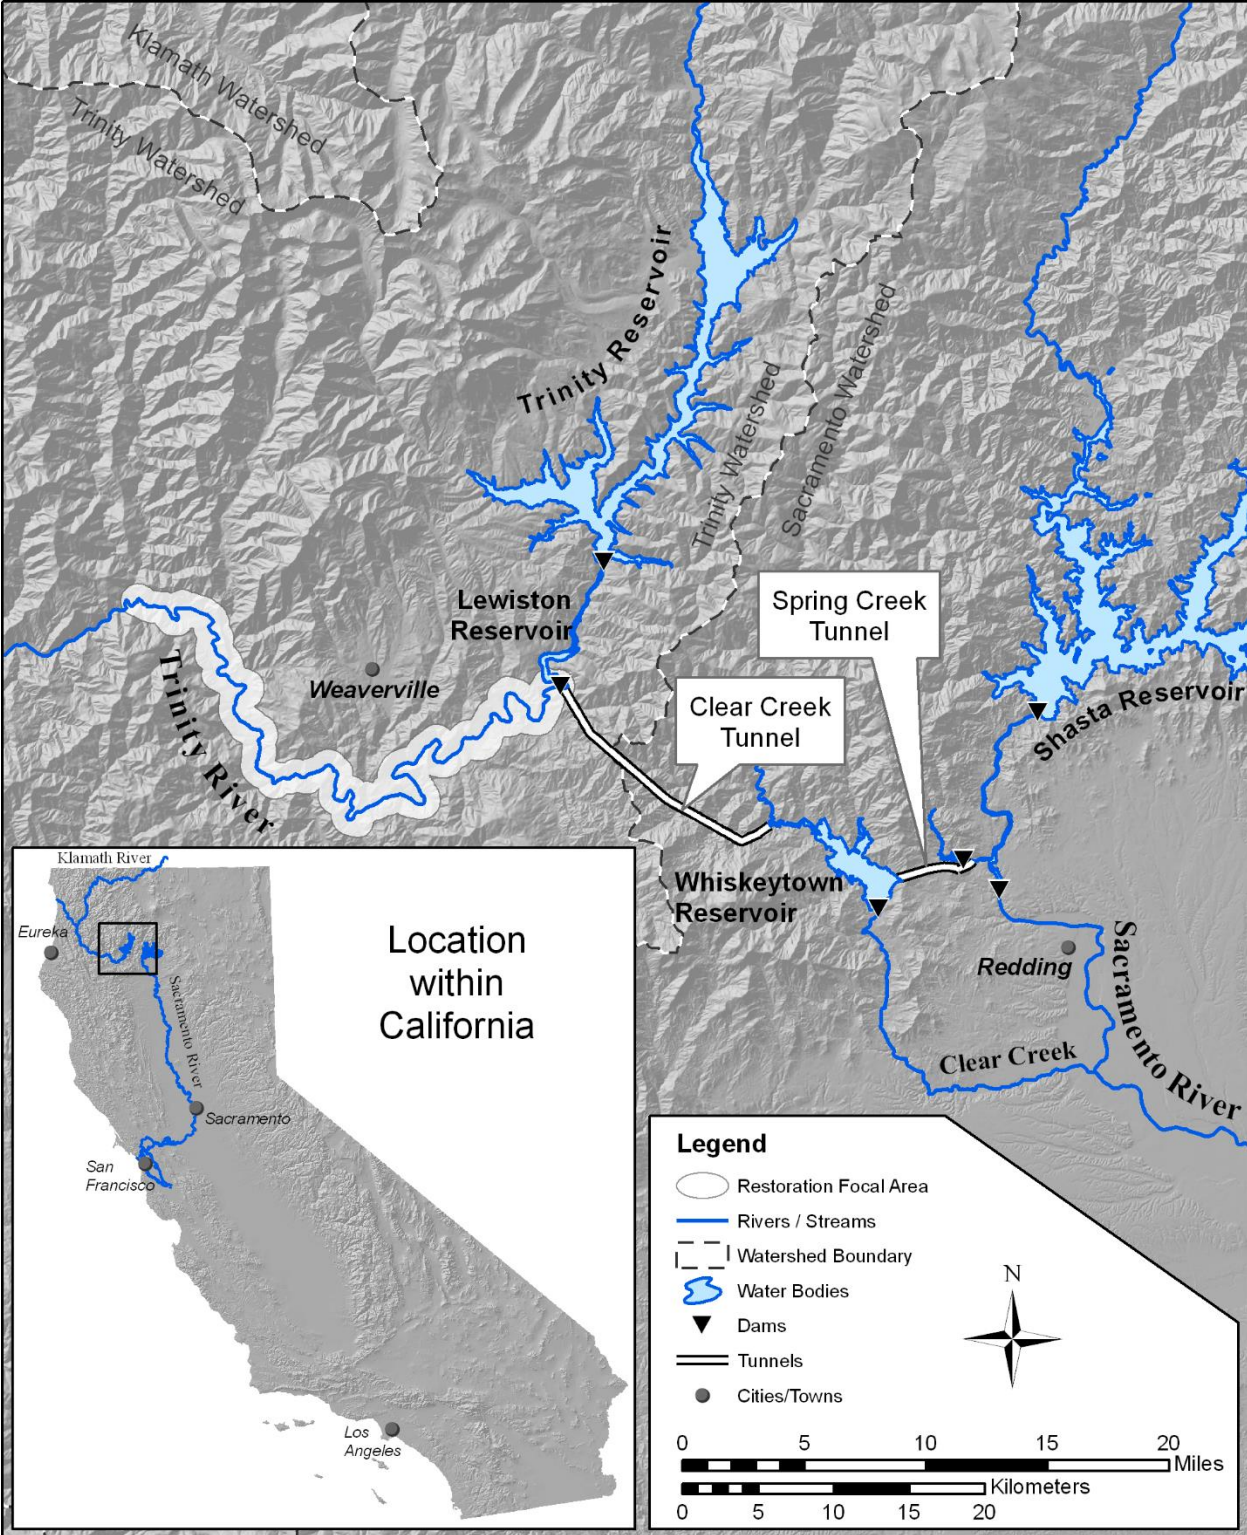 Klamath Watershed
Trinity Watershed
Trinity Reservoir
Trinity Watershed
Sacramento Watershed
Lewiston
Reservoir
Spring Creek
Tunnel
Clear Creek
Tunnel
Weaverville
Trinity River
Shasta Reservoir
Whiskeytown
Reservoir
Redding
Sacramento River
Clear Creek
Klamath River
Eureka
Location
within
California
Sacramento River
Sacramento
San
Francisco
Los
Angeles
Legend
Restoration Focal Area
Rivers / Streams
Watershed Boundary
Water Bodies
Dams
Tunnels
Cities/Towns
N
0 5 10 15 20
Miles
Kilometers
0 5 10 15 20